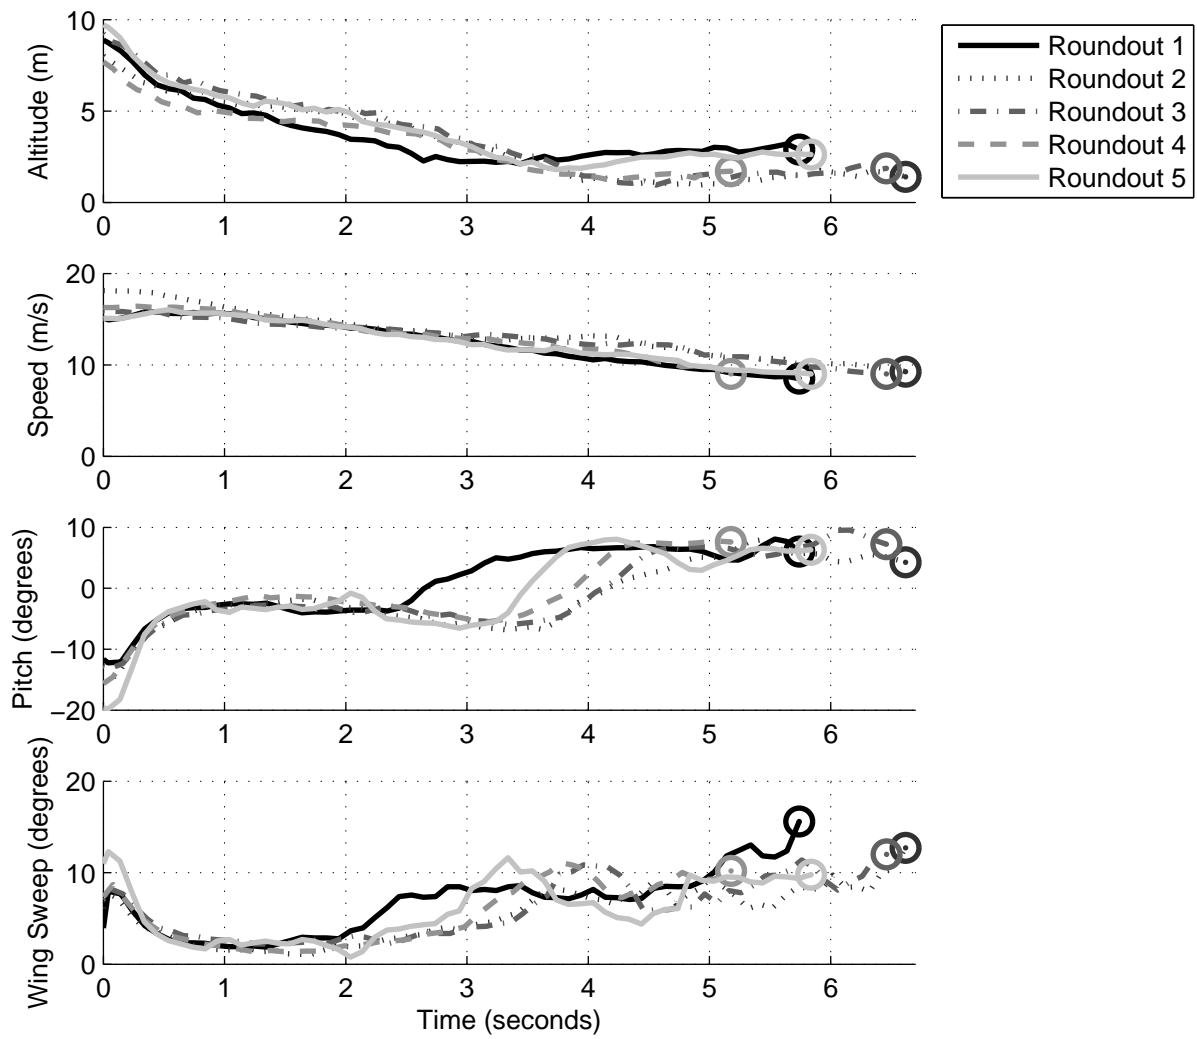 Altitude (m)
10
5
0
0 1 2 3 4 5 6
Roundout 1
Roundout 2
Roundout 3
Roundout 4
Roundout 5
Speed (m/s)
20
10
0
0 1 2 3 4 5 6
Pitch (degrees)
10
0
−10
−20
0 1 2 3 4 5 6
Wing Sweep (degrees)
20
10
0
0 1 2 3 4 5 6
Time (seconds)